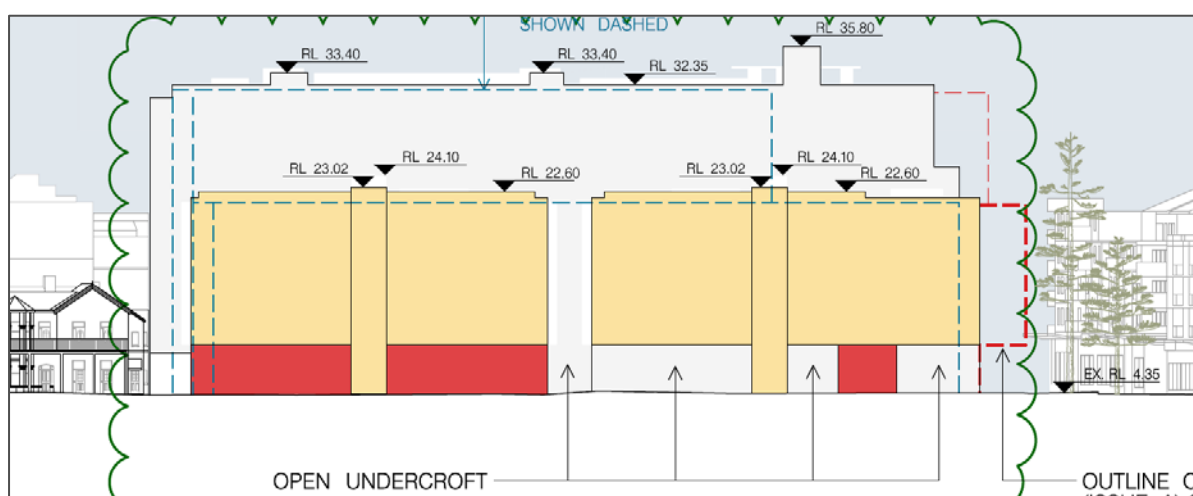 SHOWN DASHED
RL 35.80
RL 33.40
RL 33.40
RL 32.35
RL 24.10
RL 24.10
RL 23.02
RL 22.60
RL 23.02
RL 22.60
EX. RL 4.35
OPEN UNDERCROFT
OUTLINE